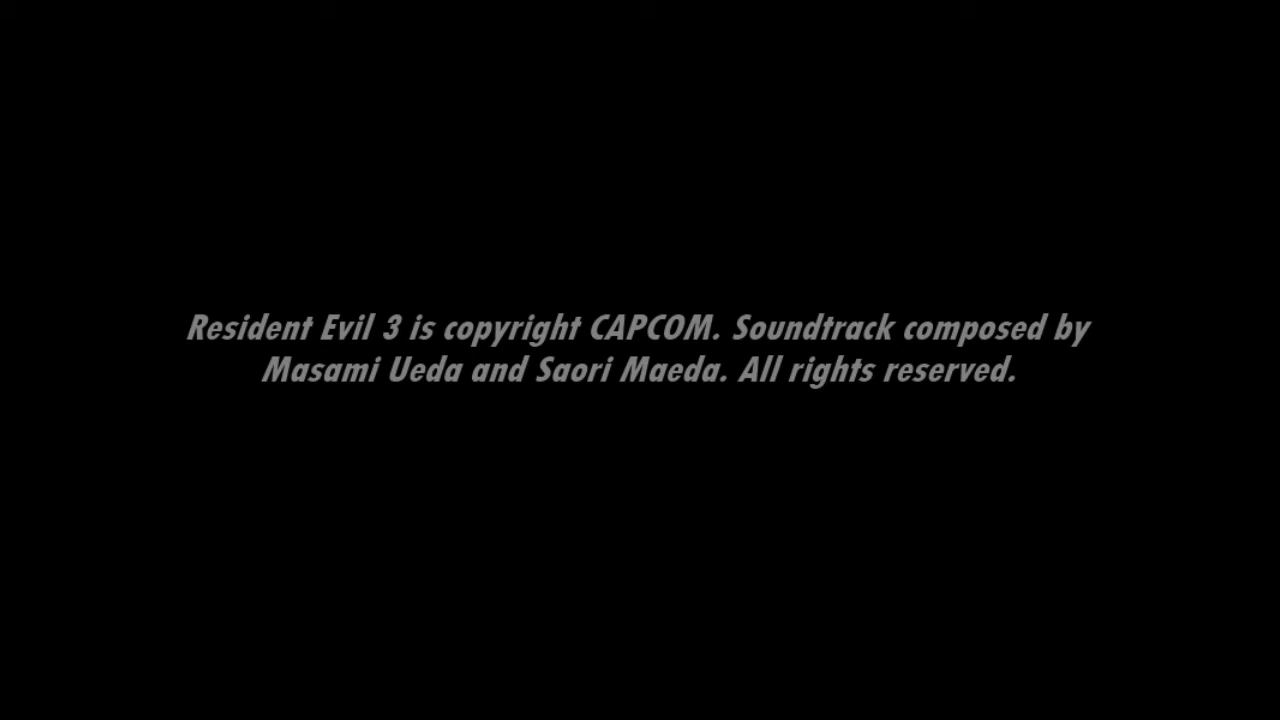 Resident Evil 3 is copyright CAPCOM. Soundtrack composed by
Masami Ueda and Saori Maeda. All rights reserved.